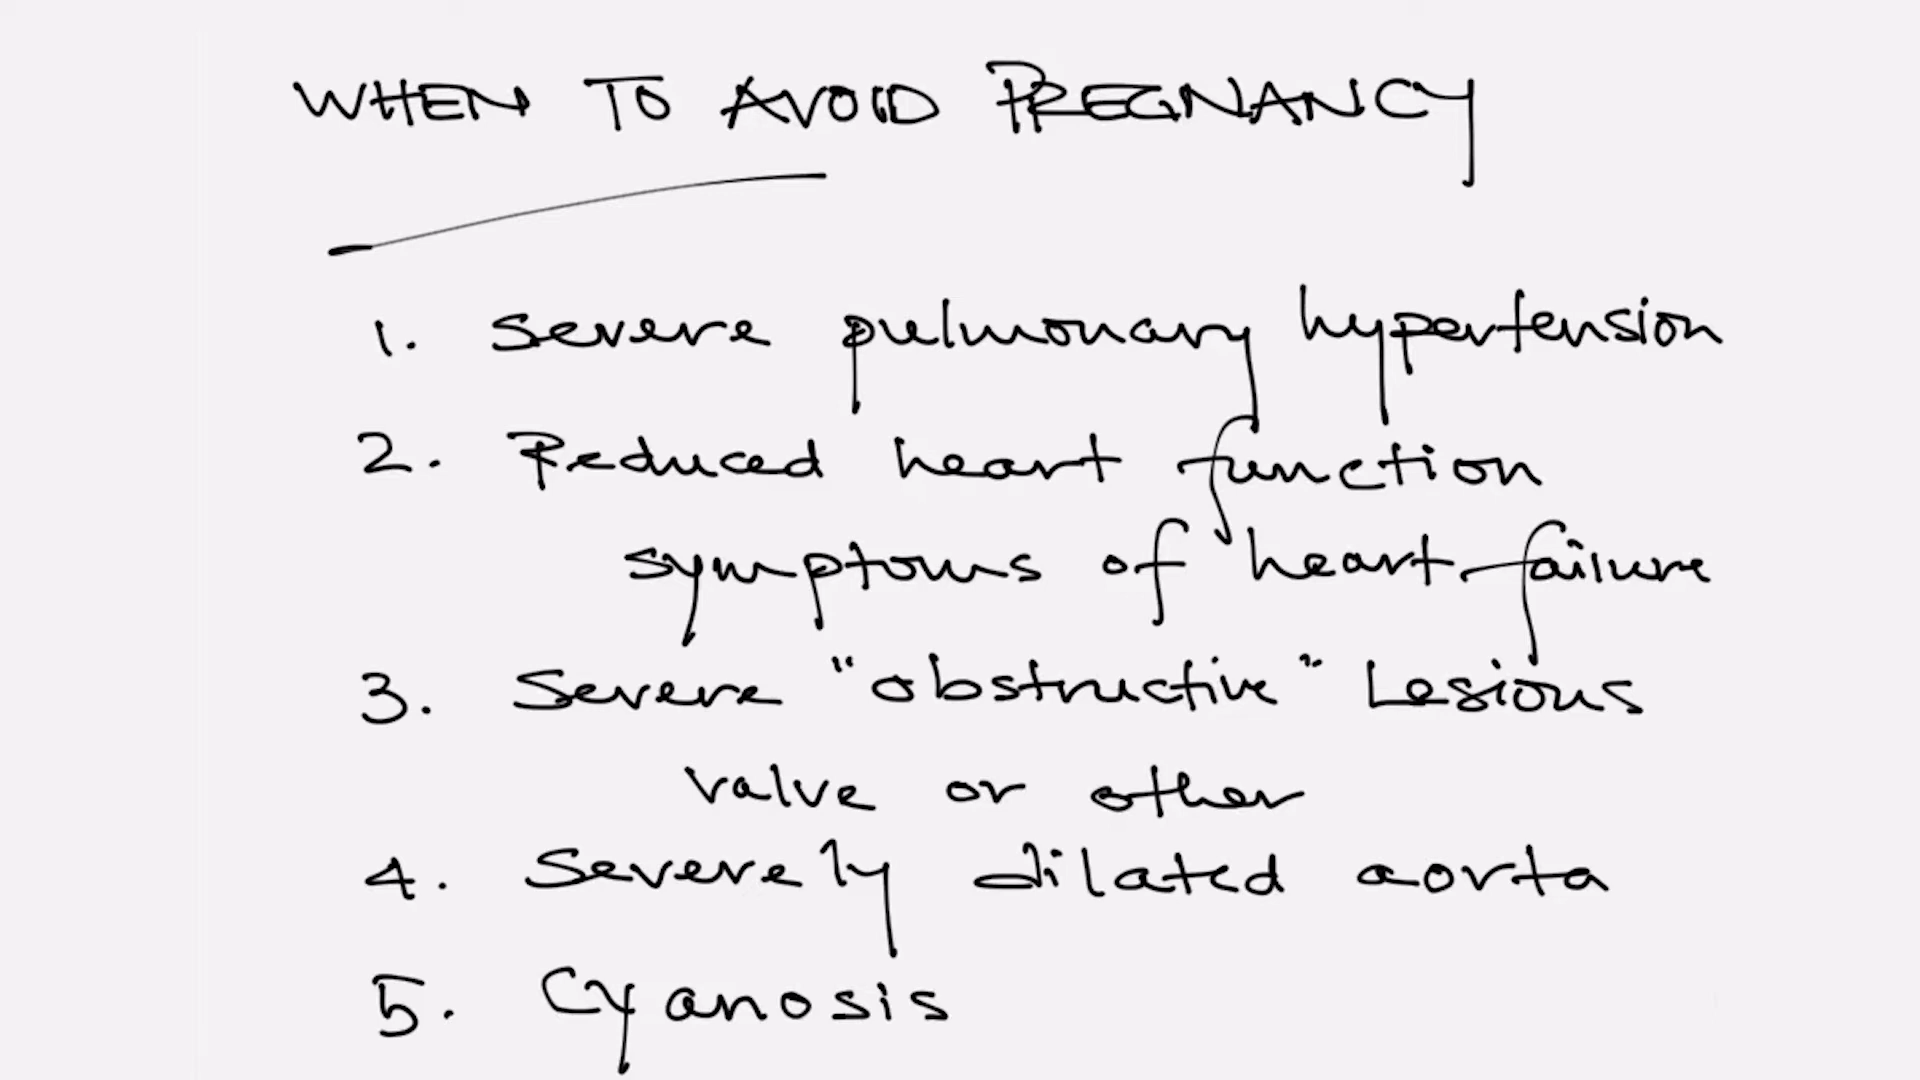 WHEN TO AVOID PREGNANCY
1. Severe pulmonary hypertension
2. Reduced heart function
symptoms of heart failure
3. Severe "obstructive" Lesions
valve or other
4. Severely dilated aorta
5. Cyanosis